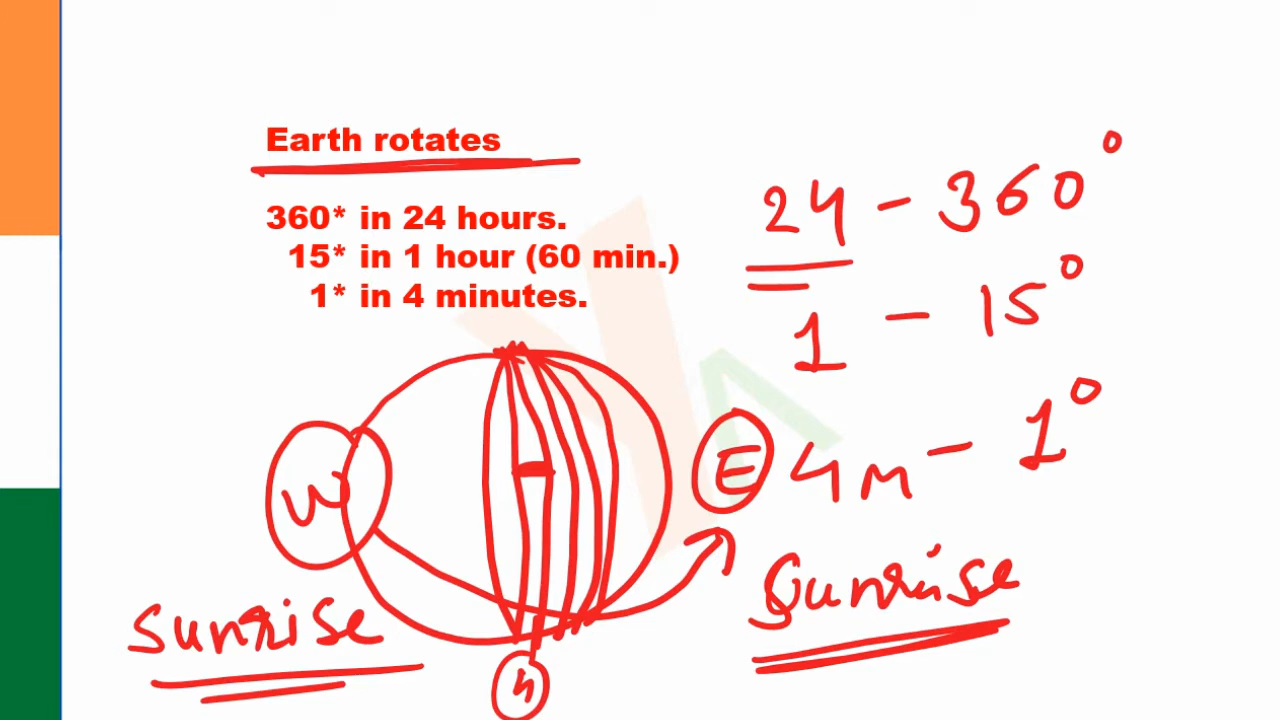 Earth rotates
360* in 24 hours.
15* in 1 hour (60 min.)
1* in 4 minutes.
24 - 360°
1 - 15°
4m - 1°
W
E
Sunrise
Sunrise
4